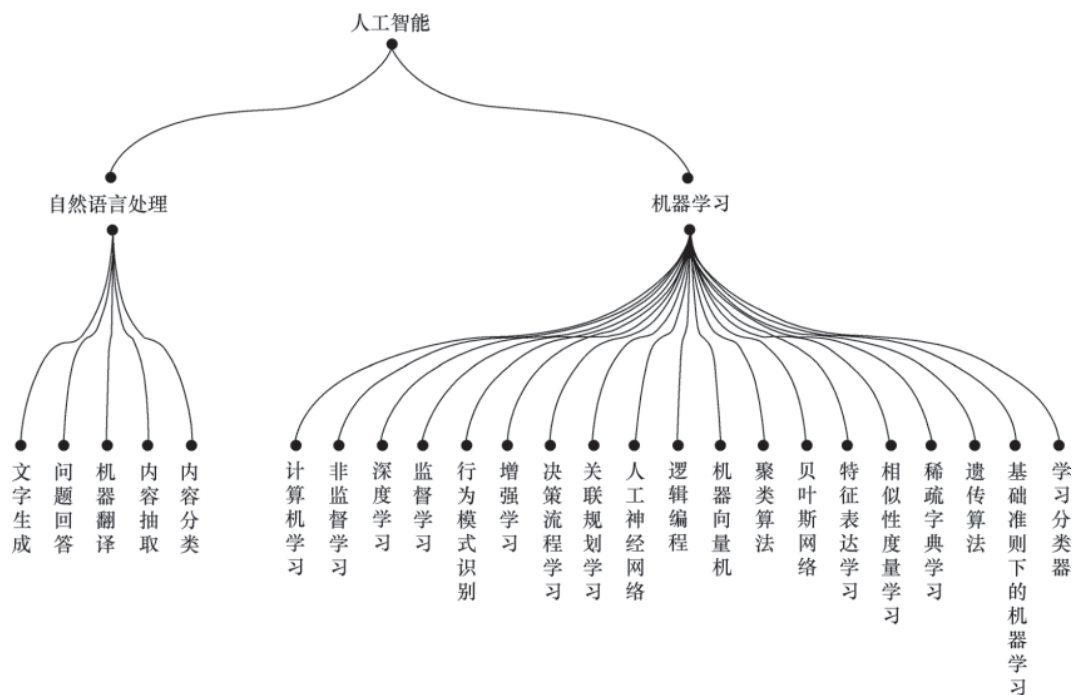 人工智能
自然语言处理
机器学习
文字生成
问题回答
机器翻译
内容抽取
内容分类
计算机学习
非监督学习
深度学习
监督学习
行为模式识别
增强学习
决策流程学习
关联规划学习
人工神经网络
逻辑编程
机器向量机
聚类算法
贝叶斯网络
特征表达学习
相似性度量学习
稀疏字典学习
遗传算法
基础准则下的机器学习
学习分类器